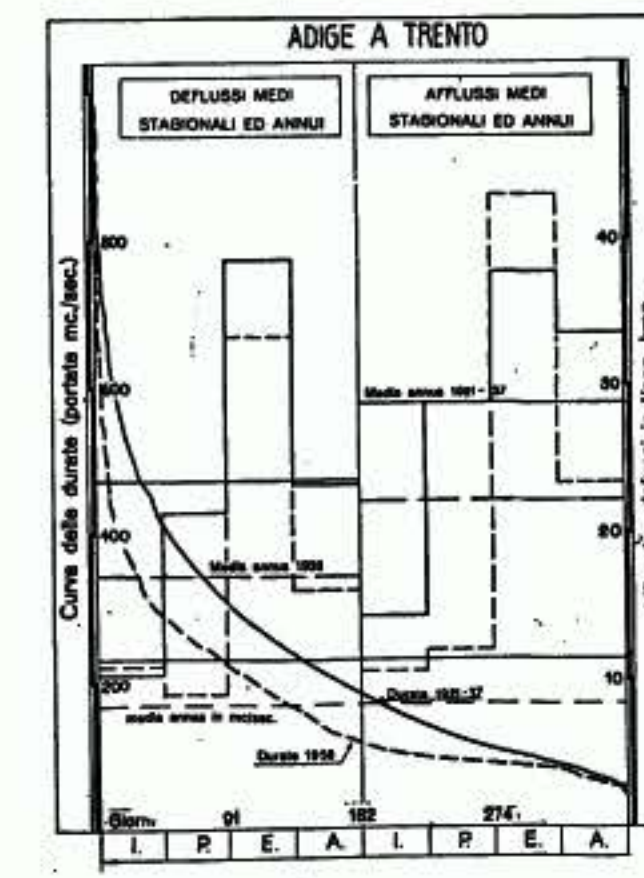 ADIGE A TRENTO
DEFLUSSI MEDI
STAGIONALI ED ANNUI
AFFLUSSI MEDI
STAGIONALI ED ANNUI
Curva delle durate (portate mc./sec.)
800
600
400
200
40
30
20
10
Media annua 1921-37
Media annua 1938
Durate 1921-37
media annua in mc/sec.
Durate 1938
Giorni 91 182 274
I. P. E. A. I. P. E. A.